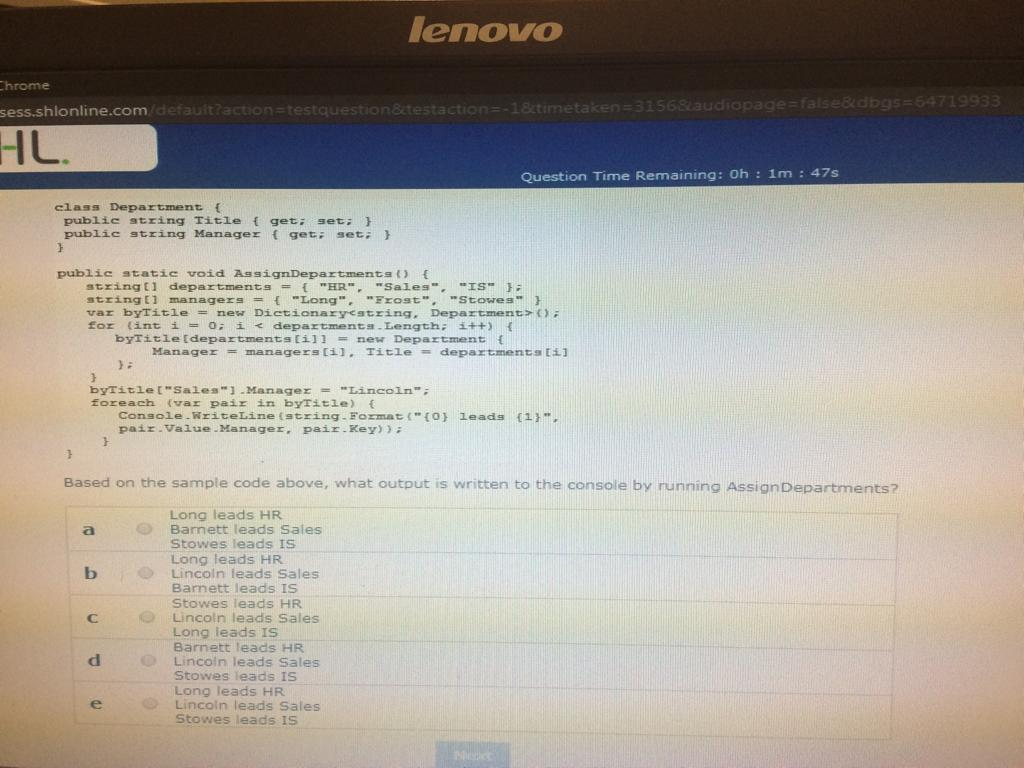 lenovo
Chrome
sess.shlonline.com/default?action=testquestion&testaction=-1&timetaken=3156&audiopage=false&dbgs=64719933
HL.
Question Time Remaining: 0h : 1m : 47s
class Department {
public string Title { get; set; }
public string Manager { get; set; }
}
public static void AssignDepartments() {
string[] departments = { "HR", "Sales", "IS" };
string[] managers = { "Long", "Frost", "Stowes" }
var byTitle = new Dictionary<string, Department>();
for (int i = 0; i < departments.Length; i++) {
byTitle[departments[i]] = new Department {
Manager = managers[i], Title = departments[i]
};
}
byTitle["Sales"].Manager = "Lincoln";
foreach (var pair in byTitle) {
Console.WriteLine(string.Format("{0} leads {1}",
pair.Value.Manager, pair.Key));
}
}
Based on the sample code above, what output is written to the console by running AssignDepartments?
Long leads HR
a Barnett leads Sales
Stowes leads IS
Long leads HR
b Lincoln leads Sales
Barnett leads IS
Stowes leads HR
c Lincoln leads Sales
Long leads IS
Barnett leads HR
d Lincoln leads Sales
Stowes leads IS
Long leads HR
e Lincoln leads Sales
Stowes leads IS
Next